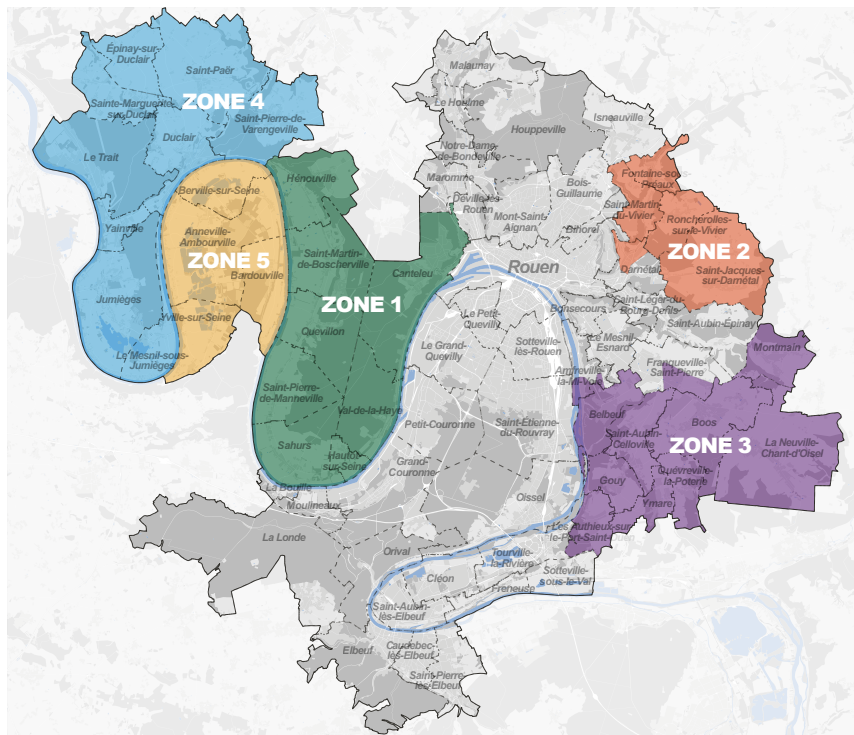 Épinay-sur-
Duclair
Saint-Paër
Sainte-Marguerite-
sur-Duclair
ZONE 4
Saint-Pierre-de-
Varengeville
Duclair
Le Trait
Berville-sur-Seine
Hénouville
Yainville
Anneville-
Ambourville
ZONE 5
Bardouville
Saint-Martin-
de-Boscherville
Canteleu
Jumièges
ZONE 1
Yville-sur-Seine
Quevillon
Le Mesnil-sous-
Jumièges
Saint-Pierre-
de-Manneville
Val-de-la-Haye
Sahurs
Hautot-
sur-Seine
Malaunay
Le Houlme
Houppeville
Isneauville
Notre-Dame-
de-Bondeville
Maromme
Déville-lès-
Rouen
Mont-Saint-
Aignan
Bois-
Guillaume
Bihorel
Fontaine-sous-
Préaux
Saint-Martin-
du-Vivier
Roncherolles-
sur-le-Vivier
ZONE 2
Darnétal
Saint-Jacques-
sur-Darnétal
Rouen
Saint-Léger-du-
Bourg-Denis
Bonsecours
Saint-Aubin-Epinay
Le Petit-
Quevilly
Le Grand-
Quevilly
Sotteville-
lès-Rouen
Le Mesnil-
Esnard
Montmain
Franqueville-
Saint-Pierre
Amfreville-
la-Mi-Voie
Petit-Couronne
Saint-Étienne-
du-Rouvray
Belbeuf
Boos
Saint-Aubin-
Celloville
ZONE 3
La Neuville-
Chant-d'Oisel
Grand-
Couronne
Gouy
Quévreville-
la-Poterie
Ymare
Oissel
La Bouille
Moulineaux
Les Authieux-sur-
le-Port-Saint-Ouen
La Londe
Orival
Tourville-
la-Rivière
Cléon
Sotteville-
sous-le-Val
Freneuse
Saint-Aubin-
lès-Elbeuf
Elbeuf
Caudebec-
lès-Elbeuf
Saint-Pierre-
lès-Elbeuf